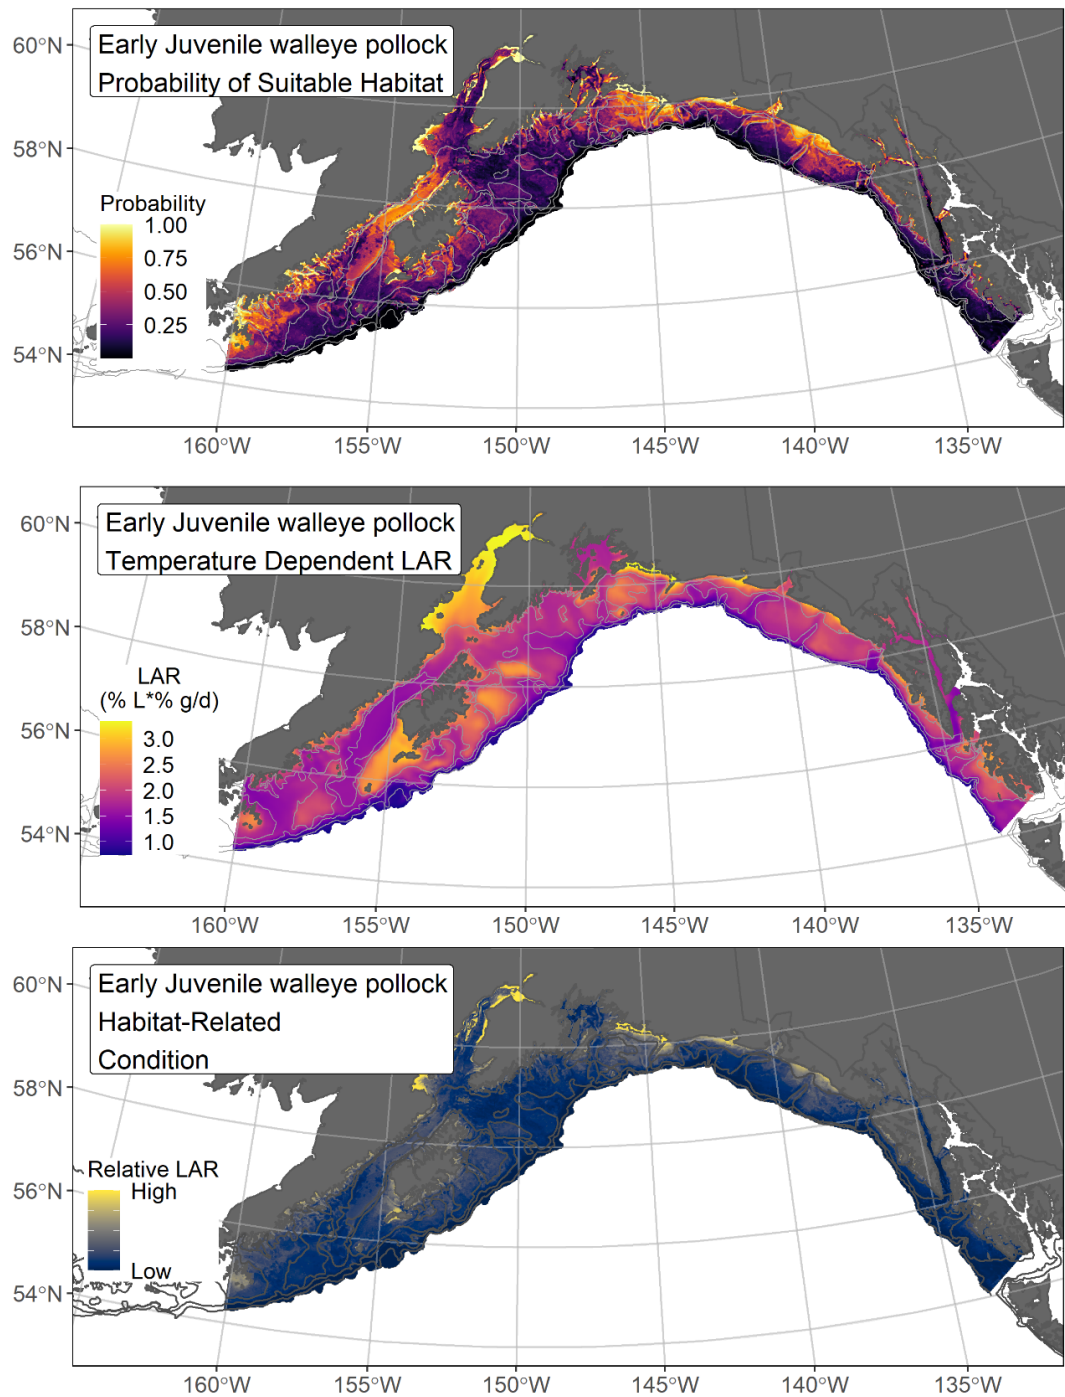 Early Juvenile walleye pollock
Probability of Suitable Habitat
60°N
58°N
56°N
54°N
Probability
1.00
0.75
0.50
0.25
160°W 155°W 150°W 145°W 140°W 135°W
Early Juvenile walleye pollock
Temperature Dependent LAR
60°N
58°N
56°N
54°N
LAR
(% L*% g/d)
3.0
2.5
2.0
1.5
1.0
160°W 155°W 150°W 145°W 140°W 135°W
Early Juvenile walleye pollock
Habitat-Related
Condition
60°N
58°N
56°N
54°N
Relative LAR
High
Low
160°W 155°W 150°W 145°W 140°W 135°W